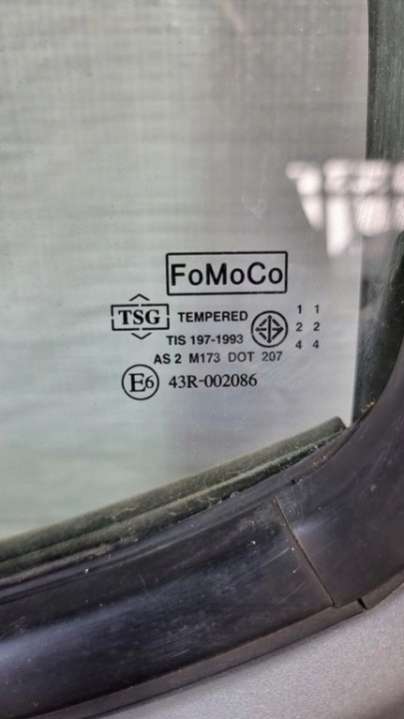 FoMoCo
TSG TEMPERED 1 1
TIS 197-1993 2 2
AS 2 M173 DOT 207 4 4
E6 43R-002086